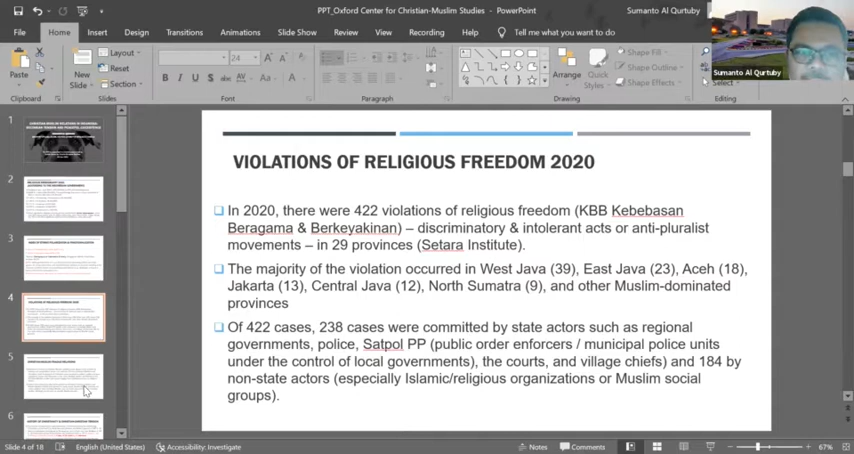 PPT_Oxford Center for Christian-Muslim Studies - PowerPoint
Sumanto Al Qurtuby
File Home Insert Draw Design Transitions Animations Slide Show Review View Recording Help Tell me what you want to do
Paste
Clipboard
New
Slide
Layout
Reset
Section
Slides
24
Font
Paragraph
Arrange
Quick
Styles
Shape Fill
Shape Outline
Shape Effects
Drawing
Select
Editing
Sumanto Al Qurtuby
1
2
3
4
5
6
VIOLATIONS OF RELIGIOUS FREEDOM 2020
In 2020, there were 422 violations of religious freedom (KBB Kebebasan
Beragama & Berkeyakinan) – discriminatory & intolerant acts or anti-pluralist
movements – in 29 provinces (Setara Institute).
The majority of the violation occurred in West Java (39), East Java (23), Aceh (18),
Jakarta (13), Central Java (12), North Sumatra (9), and other Muslim-dominated
provinces
Of 422 cases, 238 cases were committed by state actors such as regional
governments, police, Satpol PP (public order enforcers / municipal police units
under the control of local governments), the courts, and village chiefs) and 184 by
non-state actors (especially Islamic/religious organizations or Muslim social
groups).
Slide 4 of 18 English (United States) Accessibility: Investigate Notes Comments 67%